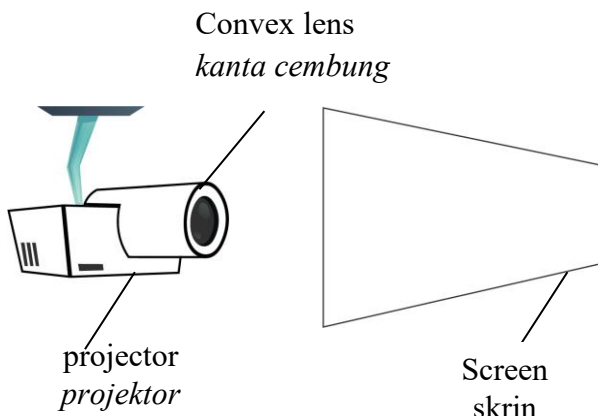 Convex lens
kanta cembung
projector
projektor
Screen
skrin